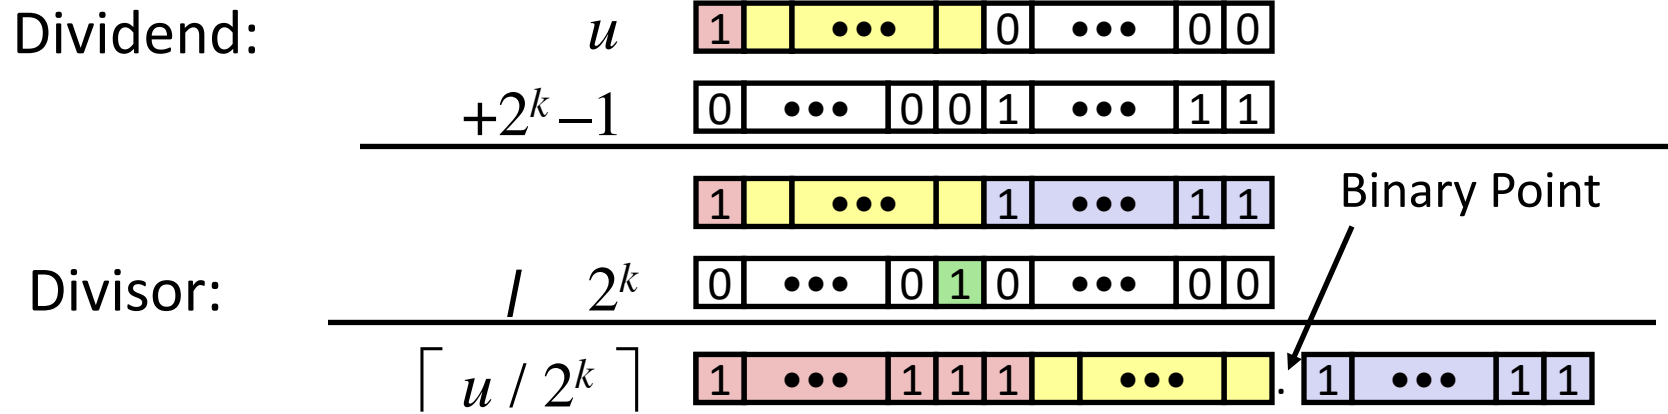 Dividend: u 1 ••• 0 ••• 0 0
+2^k –1 0 ••• 0 0 1 ••• 1 1
1 ••• 1 ••• 1 1
Binary Point
Divisor: / 2^k 0 ••• 0 1 0 ••• 0 0
⌈ u / 2^k ⌉ 1 ••• 1 1 1 ••• . 1 ••• 1 1